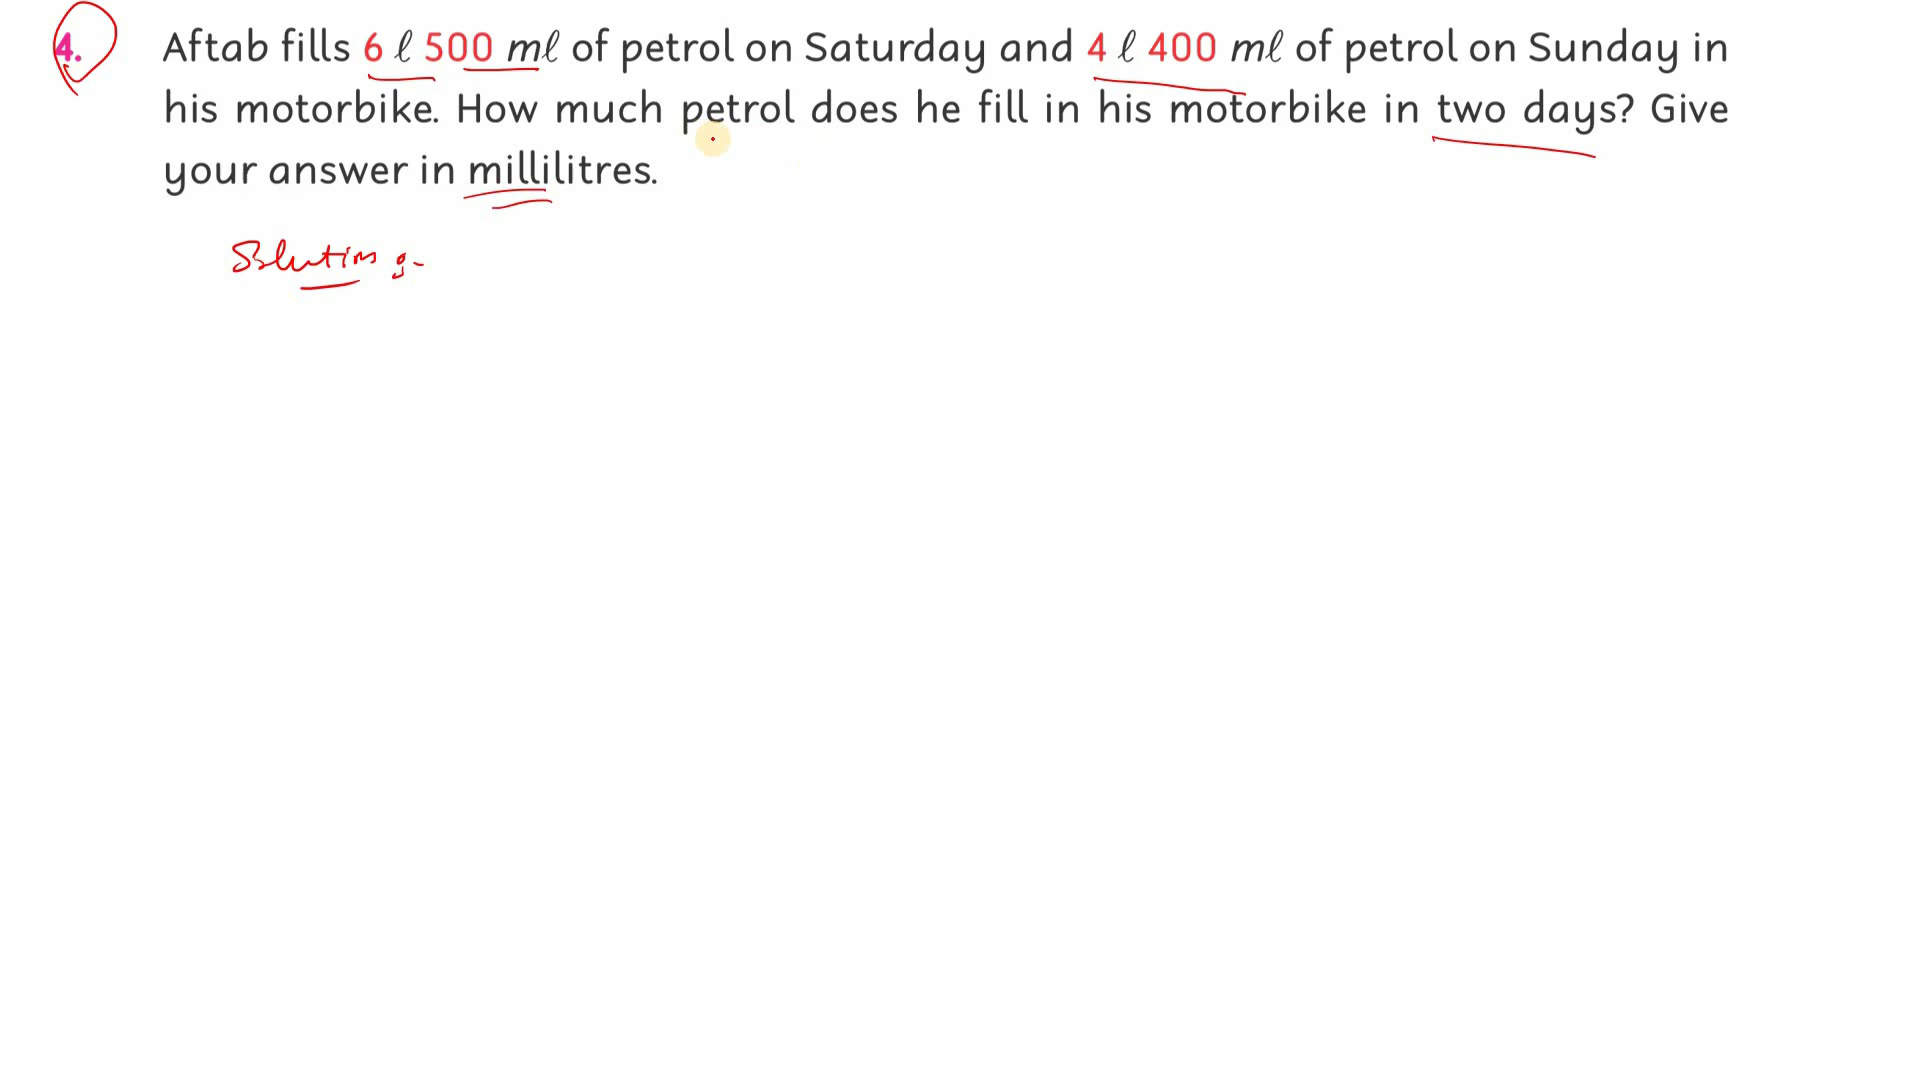 4. Aftab fills 6 ℓ 500 mℓ of petrol on Saturday and 4 ℓ 400 mℓ of petrol on Sunday in
his motorbike. How much petrol does he fill in his motorbike in two days? Give
your answer in millilitres.
Solution :-